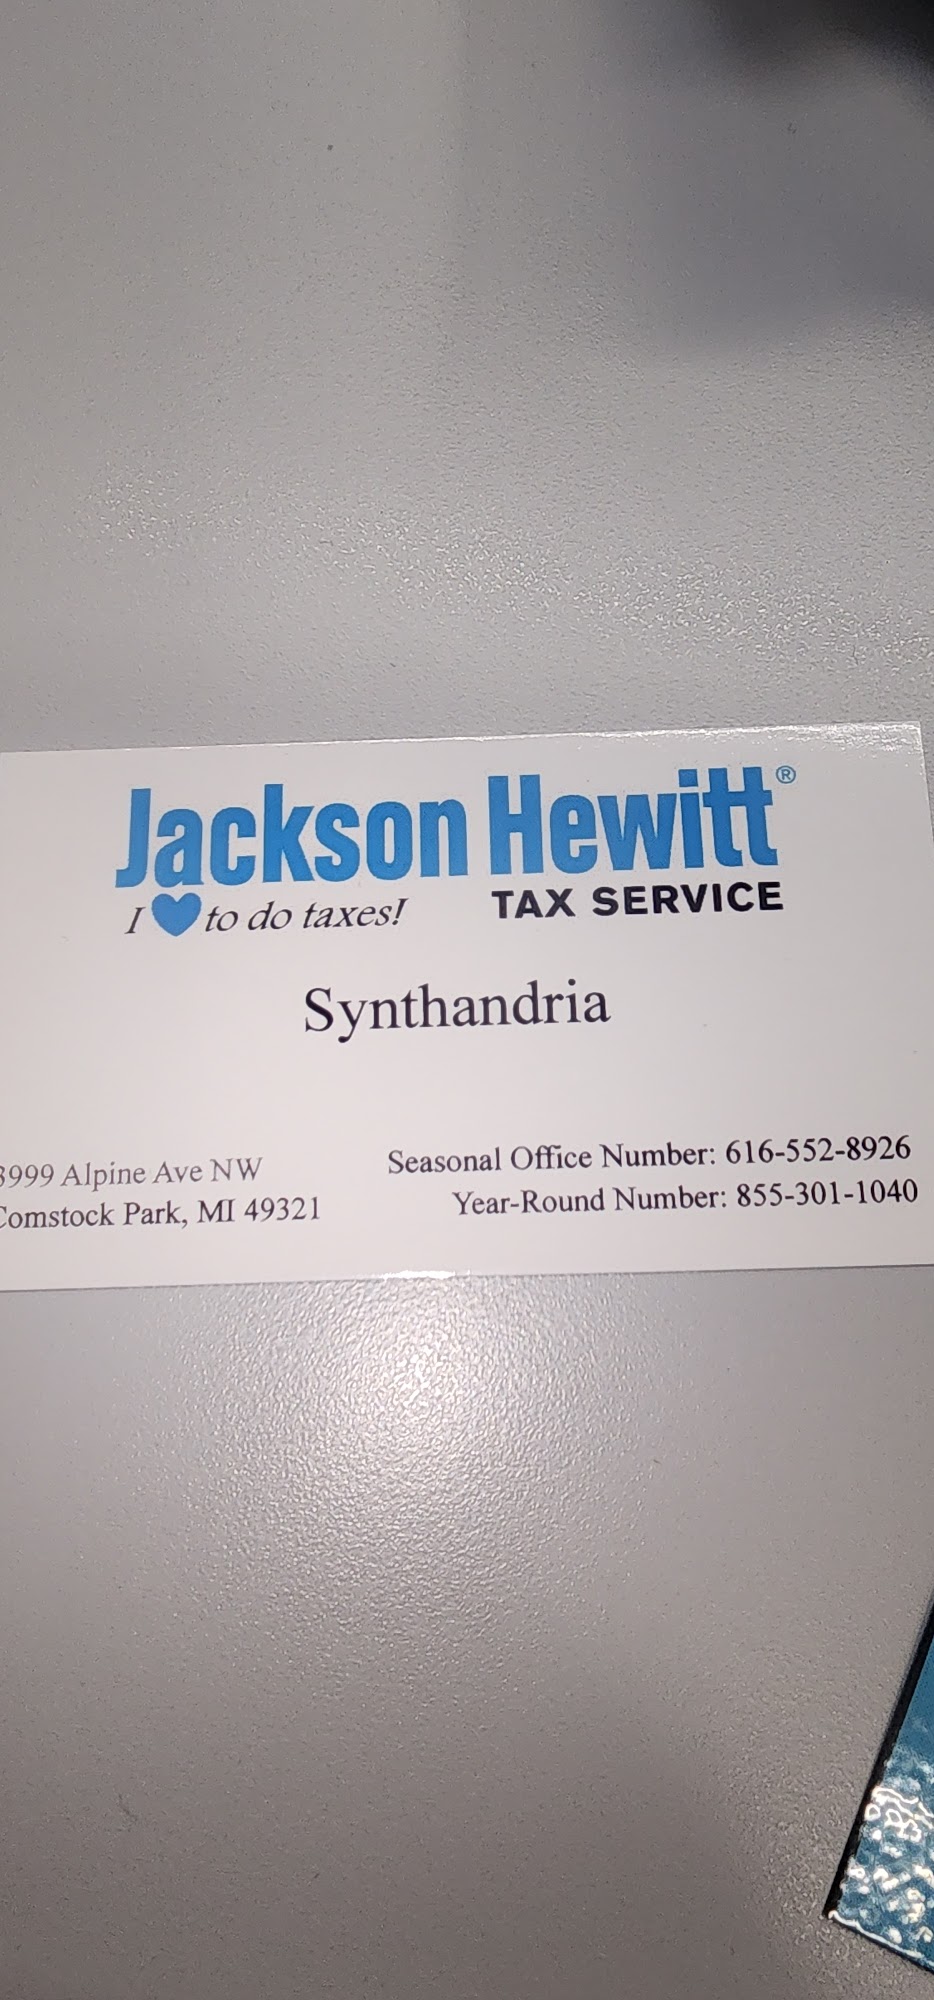 Jackson Hewitt®
I ♥ to do taxes! TAX SERVICE
Synthandria
3999 Alpine Ave NW
Comstock Park, MI 49321
Seasonal Office Number: 616-552-8926
Year-Round Number: 855-301-1040